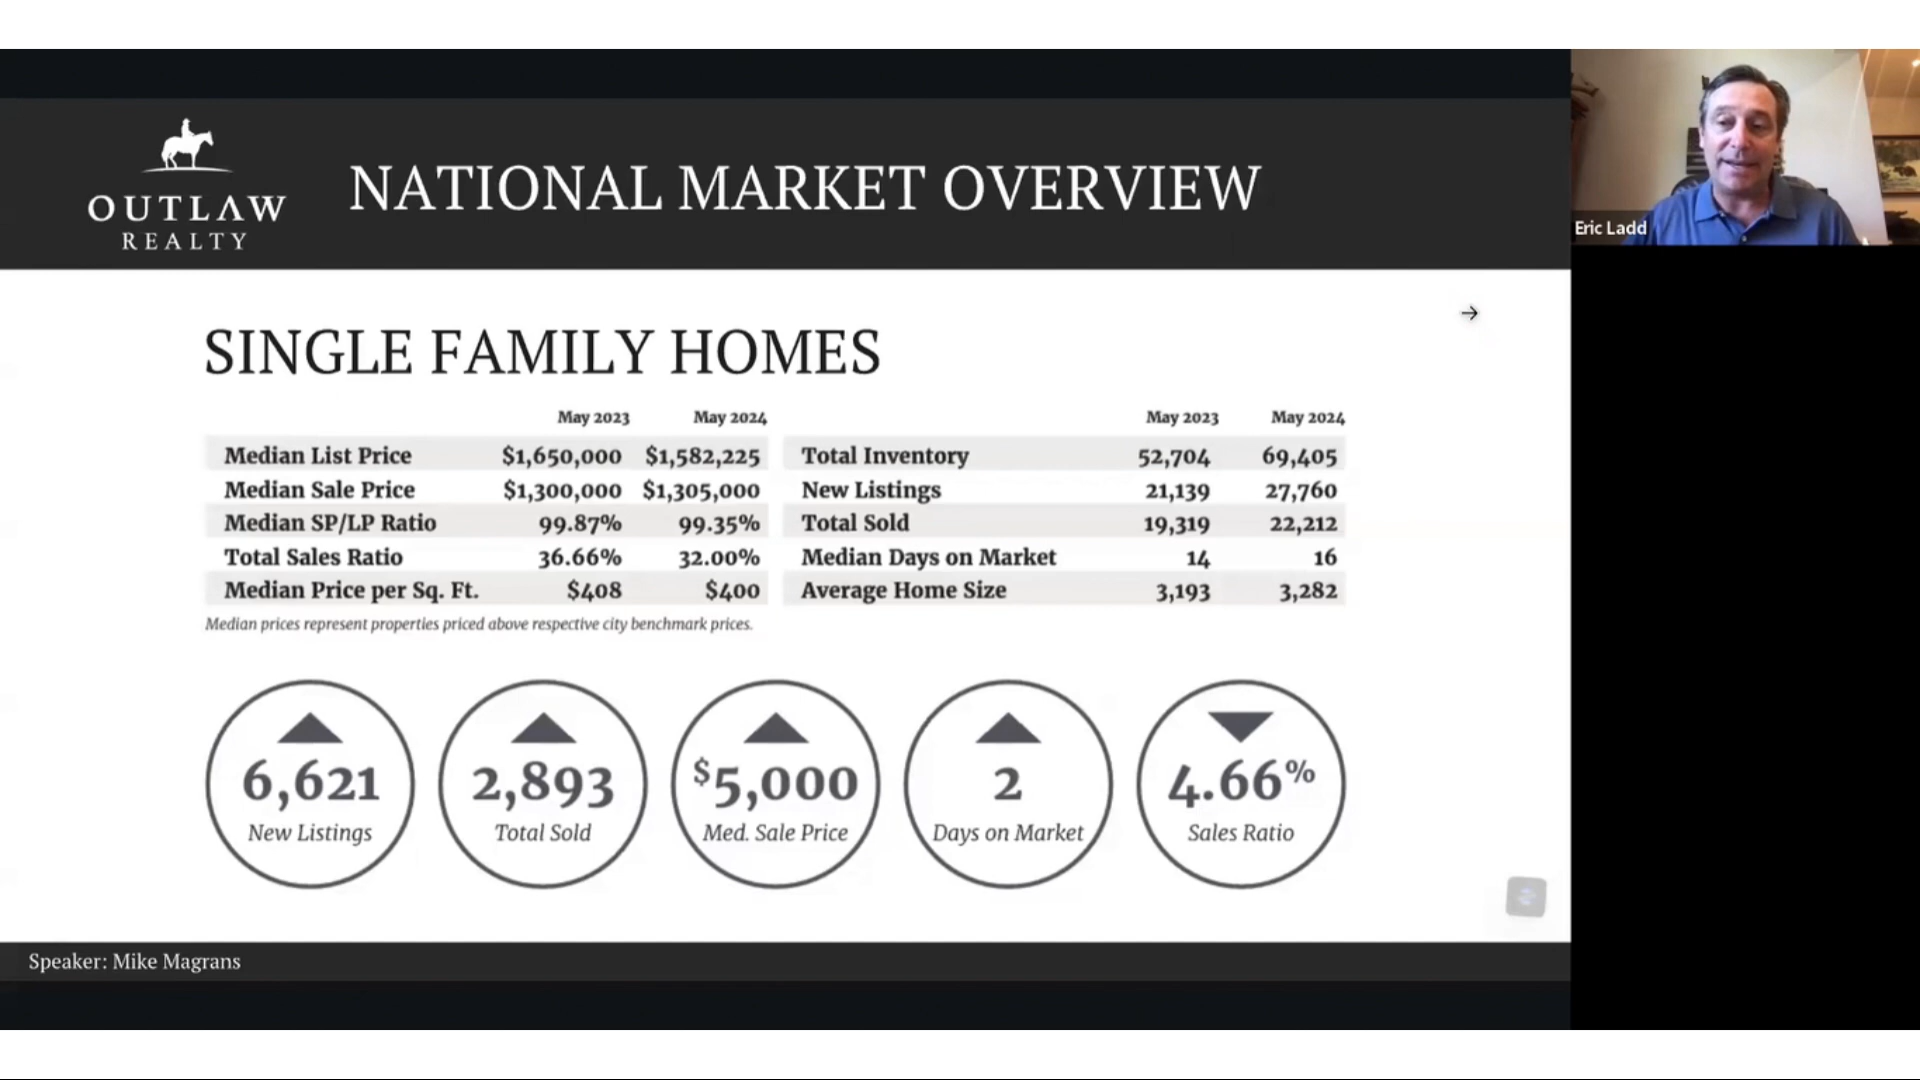 OUTLAW
REALTY
NATIONAL MARKET OVERVIEW
Eric Ladd
SINGLE FAMILY HOMES
May 2023 May 2024
Median List Price $1,650,000 $1,582,225
Median Sale Price $1,300,000 $1,305,000
Median SP/LP Ratio 99.87% 99.35%
Total Sales Ratio 36.66% 32.00%
Median Price per Sq. Ft. $408 $400
May 2023 May 2024
Total Inventory 52,704 69,405
New Listings 21,139 27,760
Total Sold 19,319 22,212
Median Days on Market 14 16
Average Home Size 3,193 3,282
Median prices represent properties priced above respective city benchmark prices.
6,621
New Listings
2,893
Total Sold
$5,000
Med. Sale Price
2
Days on Market
4.66%
Sales Ratio
Speaker: Mike Magrans